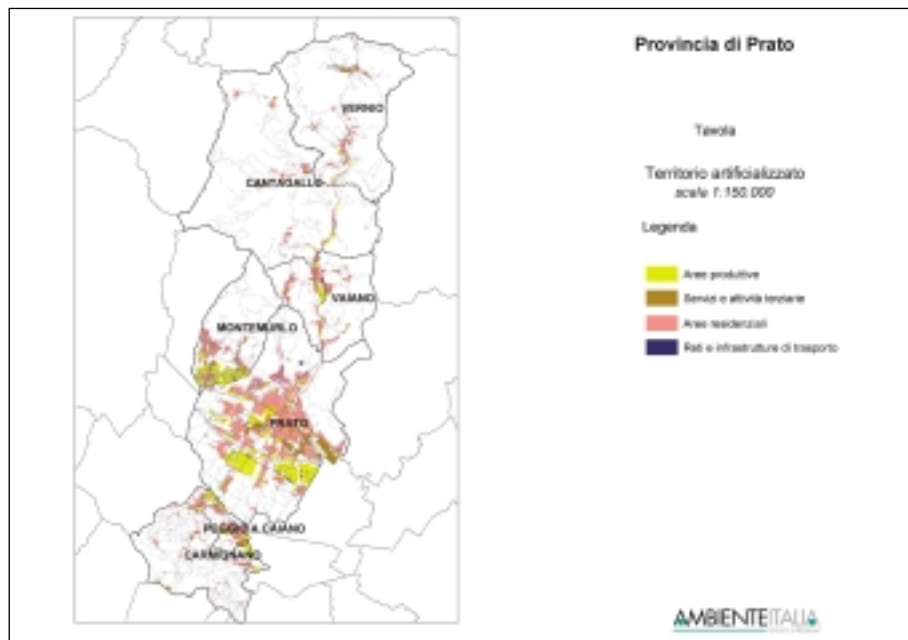 Provincia di Prato
Tavola
Territorio artificializzato
scala 1:150.000
Legenda
Aree produttive
Servizi e attività terziarie
Aree residenziali
Reti e infrastrutture di trasporto
VERNIO
CANTAGALLO
VAIANO
MONTEMURLO
PRATO
POGGIO A CAIANO
CARMIGNANO
AMBIENTEITALIA